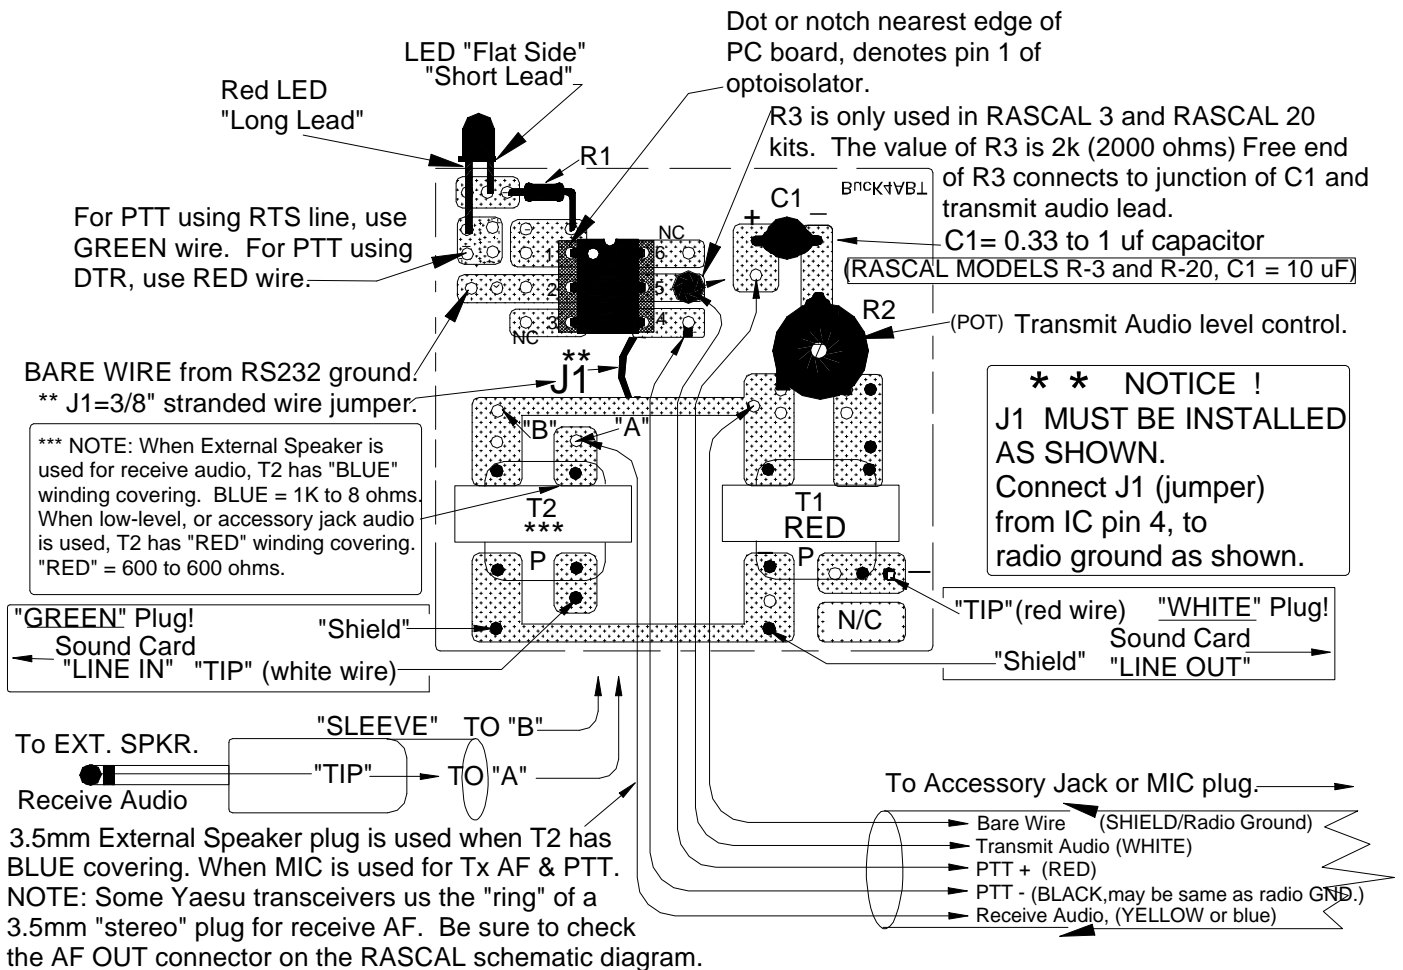 Dot or notch nearest edge of
PC board, denotes pin 1 of
optoisolator.
LED "Flat Side"
"Short Lead"
Red LED
"Long Lead"
R3 is only used in RASCAL 3 and RASCAL 20
kits. The value of R3 is 2k (2000 ohms) Free end
of R3 connects to junction of C1 and
transmit audio lead.
C1= 0.33 to 1 uf capacitor
(RASCAL MODELS R-3 and R-20, C1 = 10 uF)
R1
BucK4ABT
C1
+
–
For PTT using RTS line, use
GREEN wire. For PTT using
DTR, use RED wire.
NC
1
6
2
5
3
4
NC
R2
(POT) Transmit Audio level control.
BARE WIRE from RS232 ground.
** J1=3/8" stranded wire jumper.
**
J1
* * NOTICE !
J1 MUST BE INSTALLED
AS SHOWN.
Connect J1 (jumper)
from IC pin 4, to
radio ground as shown.
*** NOTE: When External Speaker is
used for receive audio, T2 has "BLUE"
winding covering. BLUE = 1K to 8 ohms.
When low-level, or accessory jack audio
is used, T2 has "RED" winding covering.
"RED" = 600 to 600 ohms.
"B"
"A"
T2
***
P
T1
RED
–
P
–
N/C
"GREEN" Plug!
Sound Card
"LINE IN"
"Shield"
"TIP" (white wire)
"TIP"(red wire)
"WHITE" Plug!
Sound Card
"LINE OUT"
"Shield"
To EXT. SPKR.
Receive Audio
"SLEEVE" TO "B"
"TIP" TO "A"
3.5mm External Speaker plug is used when T2 has
BLUE covering. When MIC is used for Tx AF & PTT.
NOTE: Some Yaesu transceivers us the "ring" of a
3.5mm "stereo" plug for receive AF. Be sure to check
the AF OUT connector on the RASCAL schematic diagram.
To Accessory Jack or MIC plug.
Bare Wire (SHIELD/Radio Ground)
Transmit Audio (WHITE)
PTT + (RED)
PTT - (BLACK,may be same as radio GND.)
Receive Audio, (YELLOW or blue)